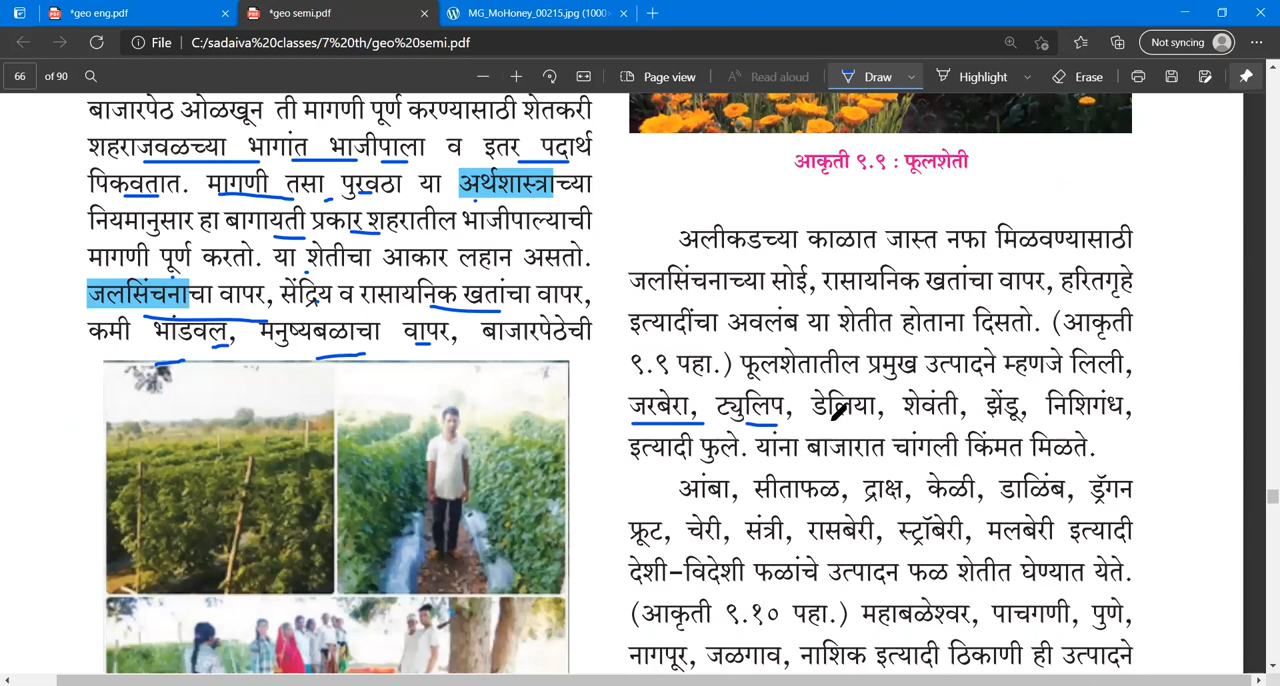 *geo eng.pdf
*geo semi.pdf
MG_MoHoney_00215.jpg (1000×
File
C:/sadaiva%20classes/7%20th/geo%20semi.pdf
Not syncing
66 of 90
Page view
Read aloud
Draw
Highlight
Erase
बाजारपेठ ओळखून ती मागणी पूर्ण करण्यासाठी शेतकरी
शहराजवळच्या भागांत भाजीपाला व इतर पदार्थ
पिकवतात. मागणी तसा पुरवठा या अर्थशास्त्राच्या
नियमानुसार हा बागायती प्रकार शहरातील भाजीपाल्याची
मागणी पूर्ण करतो. या शेतीचा आकार लहान असतो.
जलसिंचनाचा वापर, सेंद्रिय व रासायनिक खतांचा वापर,
कमी भांडवल, मनुष्यबळाचा वापर, बाजारपेठेची
आकृती ९.९ : फूलशेती
अलीकडच्या काळात जास्त नफा मिळवण्यासाठी
जलसिंचनाच्या सोई, रासायनिक खतांचा वापर, हरितगृहे
इत्यादींचा अवलंब या शेतीत होताना दिसतो. (आकृती
९.९ पहा.) फूलशेतातील प्रमुख उत्पादने म्हणजे लिली,
जरबेरा, ट्युलिप, डेलिया, शेवंती, झेंडू, निशिगंध,
इत्यादी फुले. यांना बाजारात चांगली किंमत मिळते.
आंबा, सीताफळ, द्राक्ष, केळी, डाळिंब, ड्रॅगन
फ्रूट, चेरी, संत्री, रासबेरी, स्ट्रॉबेरी, मलबेरी इत्यादी
देशी-विदेशी फळांचे उत्पादन फळ शेतीत घेण्यात येते.
(आकृती ९.१० पहा.) महाबळेश्वर, पाचगणी, पुणे,
नागपूर, जळगाव, नाशिक इत्यादी ठिकाणी ही उत्पादने